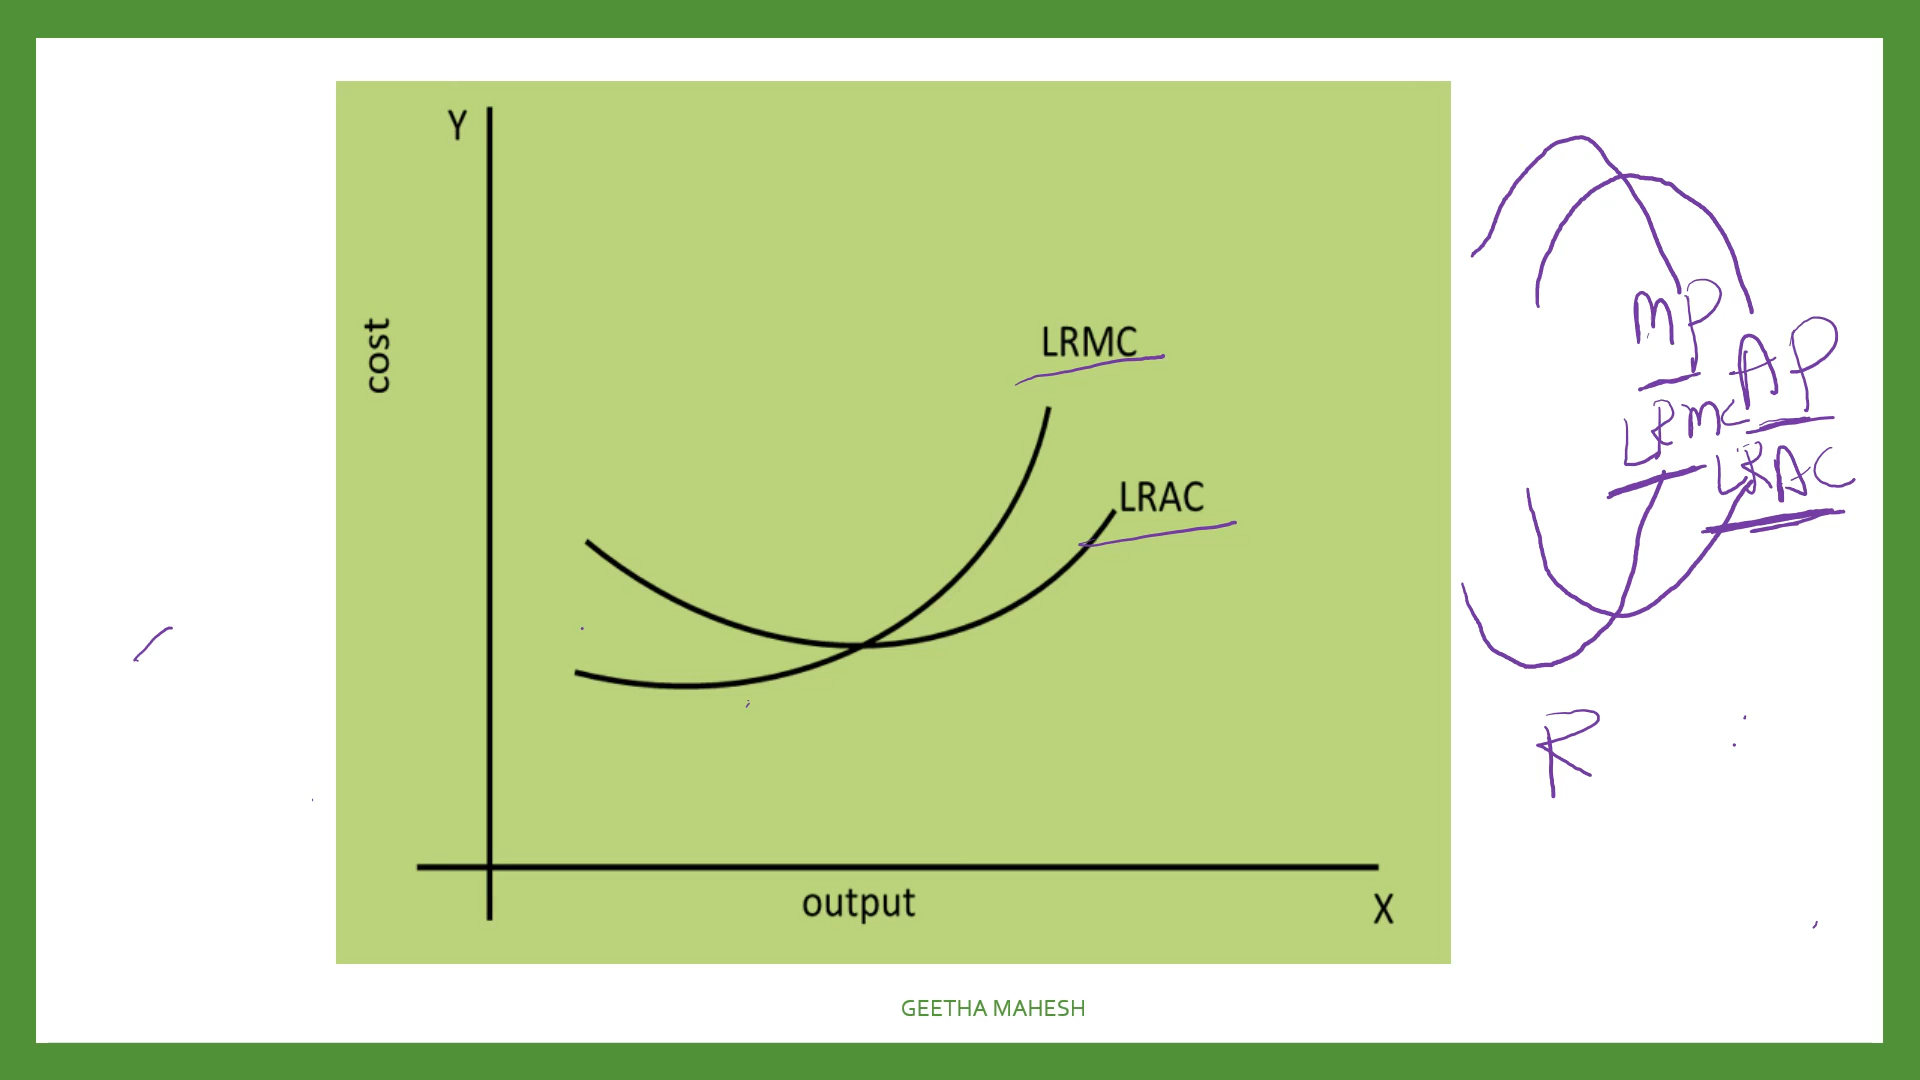 Y
cost
LRMC
LRAC
output
X
MP
AP
LRMC
LRAC
R
GEETHA MAHESH